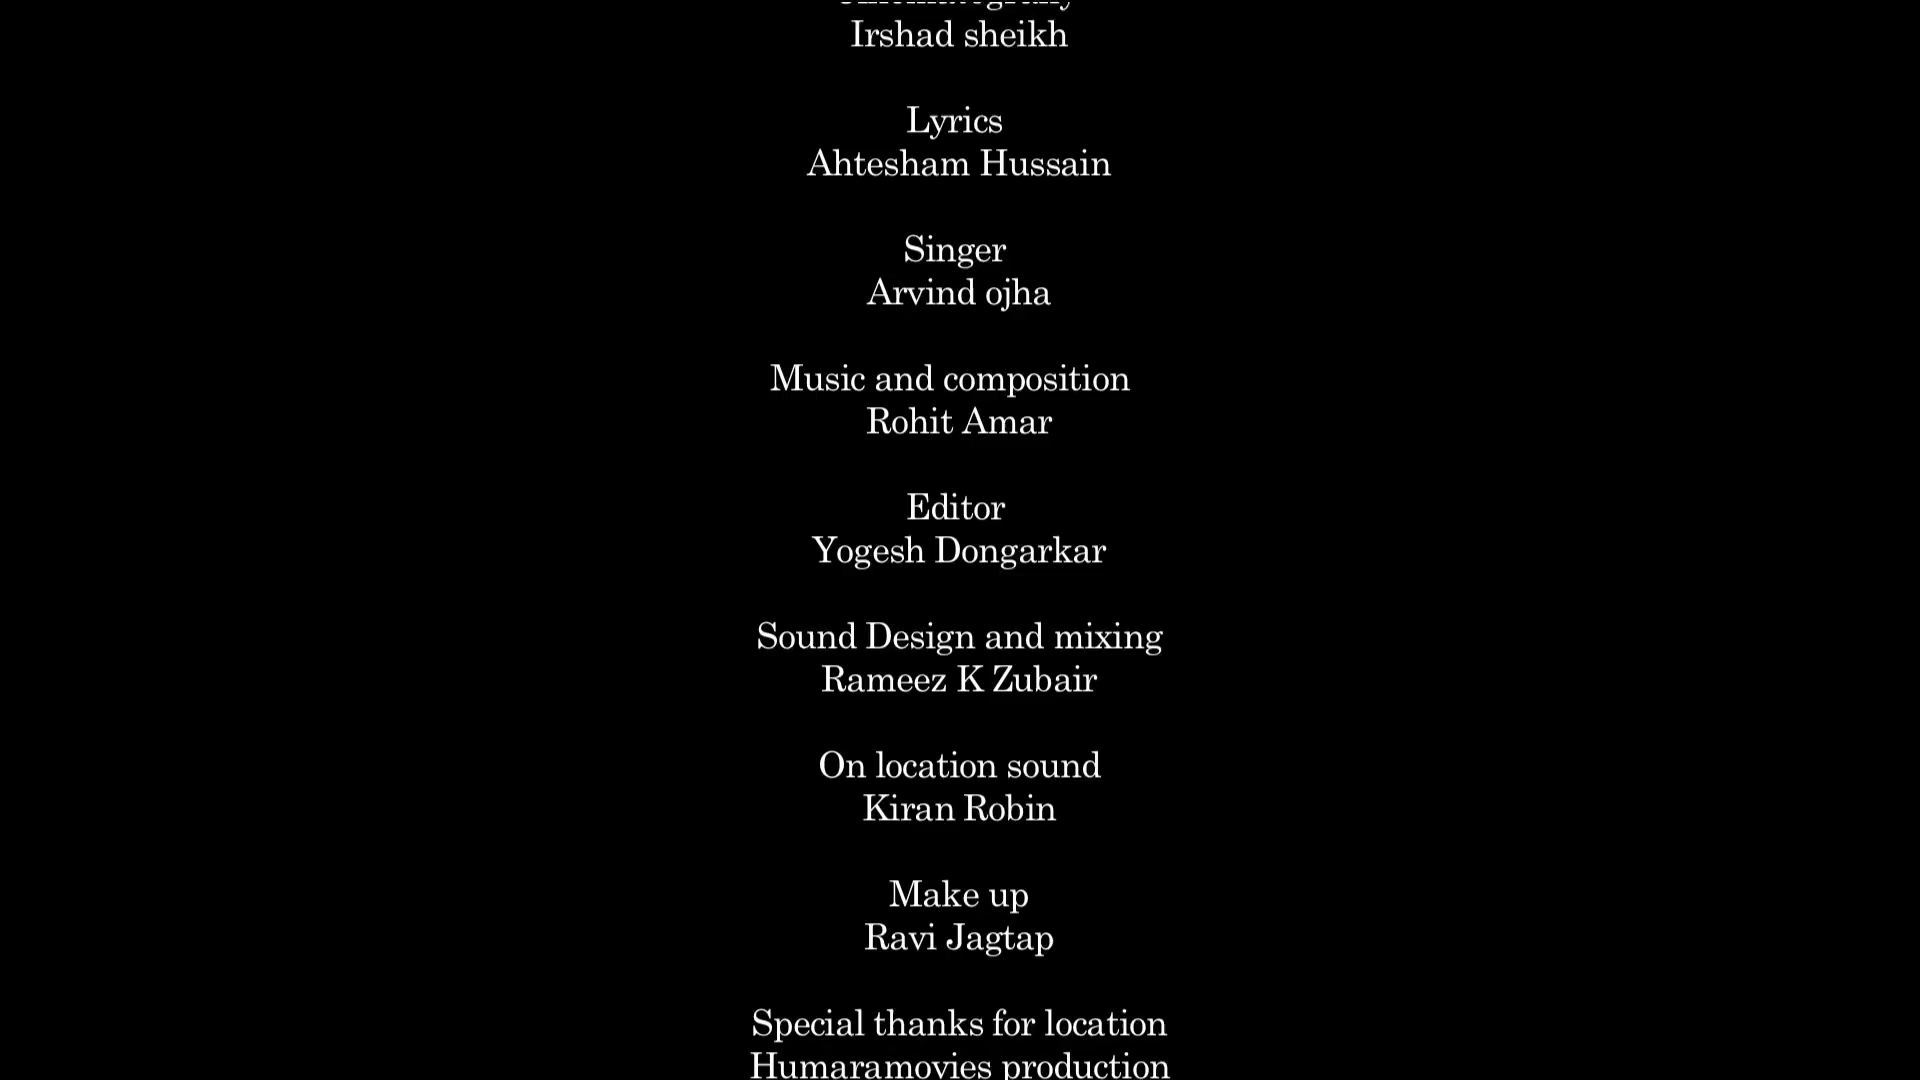 Irshad sheikh
Lyrics
Ahtesham Hussain
Singer
Arvind ojha
Music and composition
Rohit Amar
Editor
Yogesh Dongarkar
Sound Design and mixing
Rameez K Zubair
On location sound
Kiran Robin
Make up
Ravi Jagtap
Special thanks for location
Humaramovies production